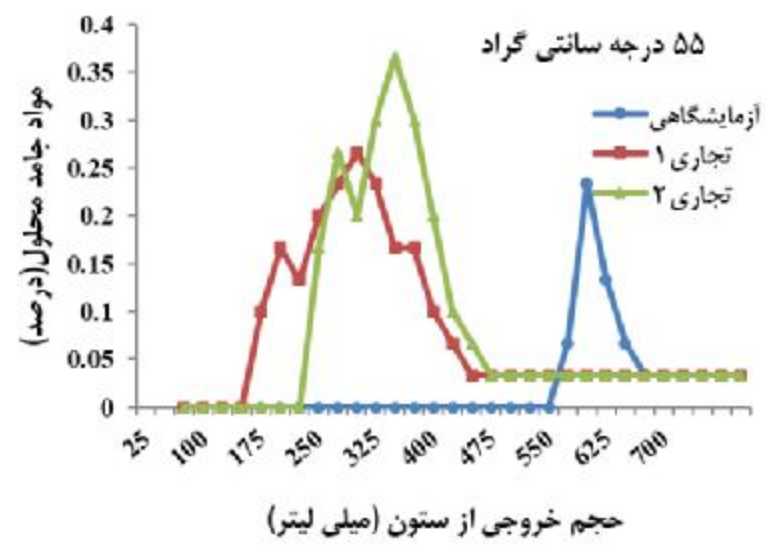 ۵۵ درجه سانتی گراد
مواد جامد محلول(درصد)
0.4
0.35
0.3
0.25
0.2
0.15
0.1
0.05
0
آزمایشگاهی
تجاری ۱
تجاری ۲
25 100 175 250 325 400 475 550 625 700
حجم خروجی از ستون (میلی لیتر)